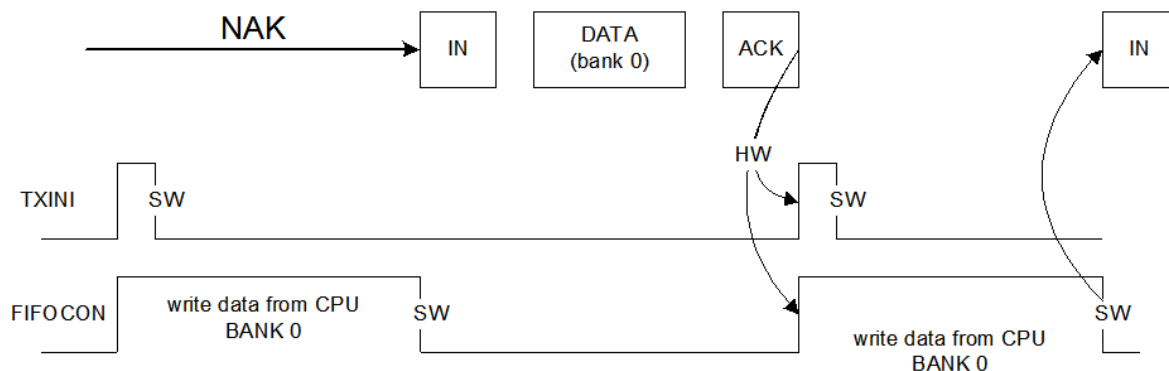 NAK
IN
DATA
(bank 0)
ACK
IN
HW
TXINI
SW
SW
FIFOCON
write data from CPU
BANK 0
SW
write data from CPU
BANK 0
SW